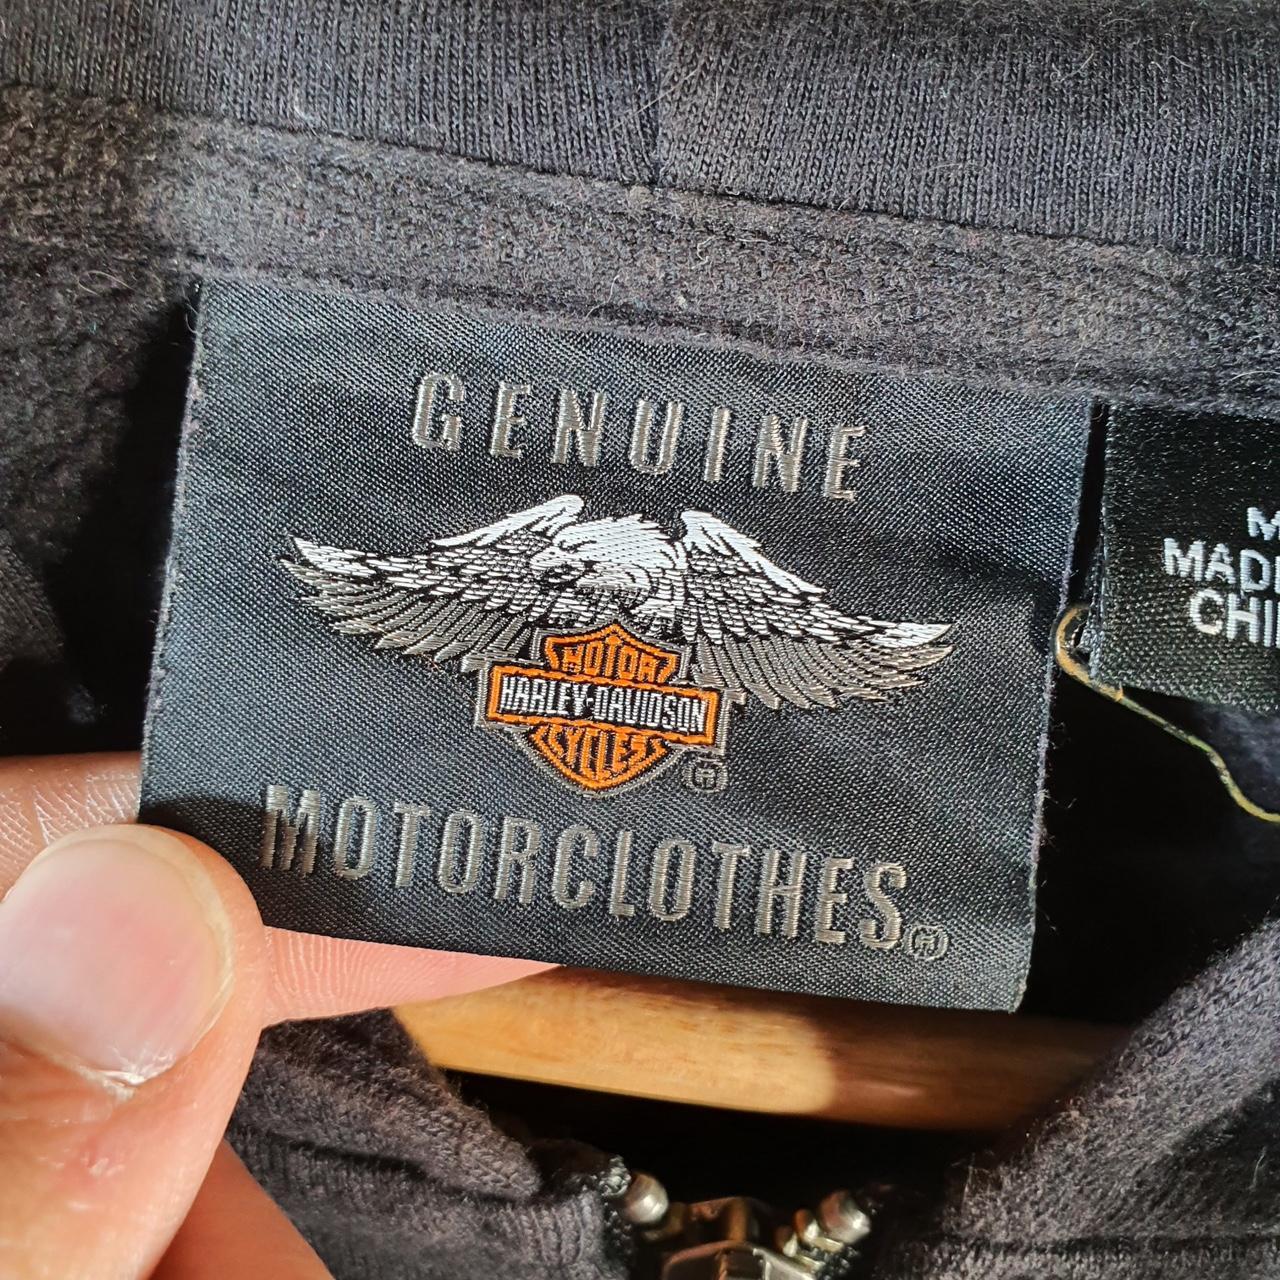 GENUINE
MOTOR
HARLEY-DAVIDSON
CYCLES
®
MOTORCLOTHES®
M
MADE
CHI